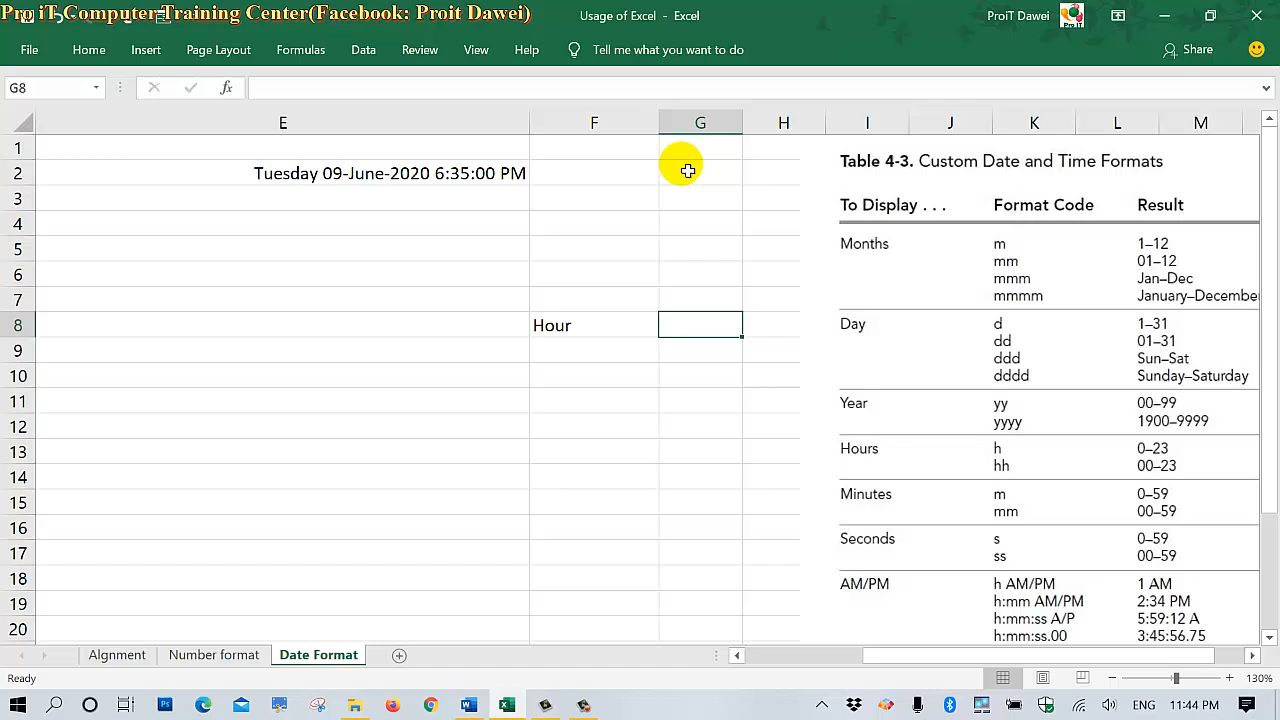 Pro iT Computer Training Center(Facebook: Proit Dawei)
Usage of Excel - Excel
ProiT Dawei
Pro IT
File Home Insert Page Layout Formulas Data Review View Help Tell me what you want to do Share
G8 fx
E F G H I J K L M
1
2 Tuesday 09-June-2020 6:35:00 PM
3
4
5
6
7
8 Hour
9
10
11
12
13
14
15
16
17
18
19
20
Table 4-3. Custom Date and Time Formats
To Display . . . Format Code Result
Months m 1–12
mm 01–12
mmm Jan–Dec
mmmm January–December
Day d 1–31
dd 01–31
ddd Sun–Sat
dddd Sunday–Saturday
Year yy 00–99
yyyy 1900–9999
Hours h 0–23
hh 00–23
Minutes m 0–59
mm 00–59
Seconds s 0–59
ss 00–59
AM/PM h AM/PM 1 AM
h:mm AM/PM 2:34 PM
h:mm:ss A/P 5:59:12 A
h:mm:ss.00 3:45:56.75
Alignment Number format Date Format
Ready 130%
ENG 11:44 PM